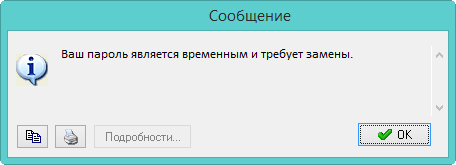 Сообщение
Ваш пароль является временным и требует замены.
Подробности...
OK